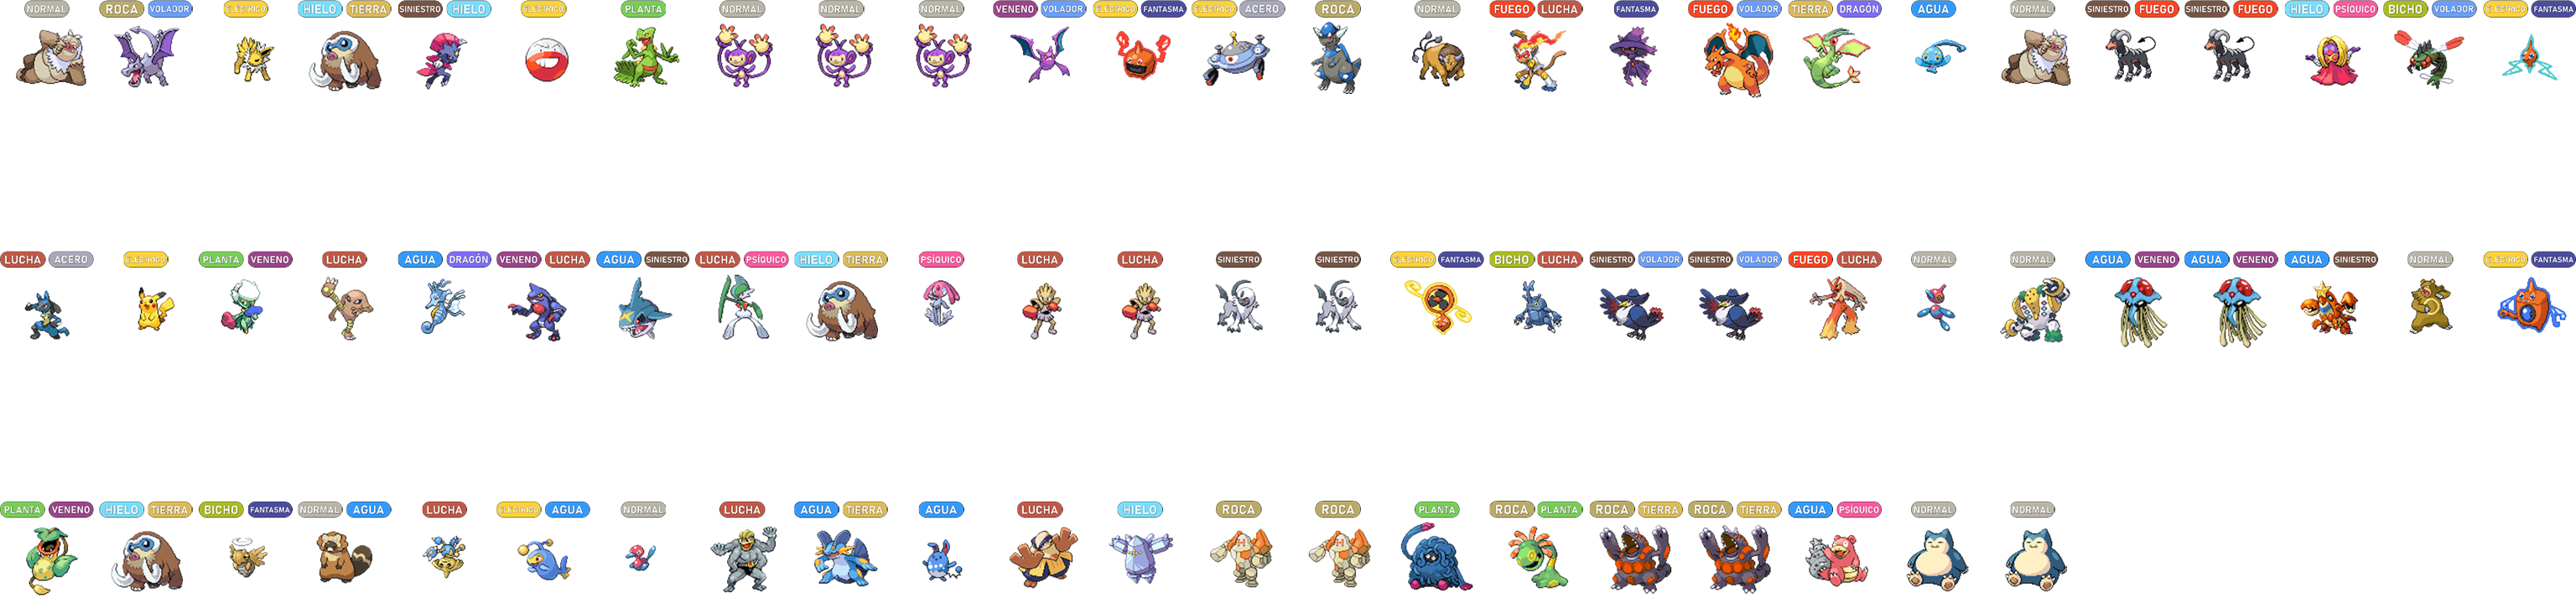 NORMAL ROCA VOLADOR ELÉCTRICO HIELO TIERRA SINIESTRO HIELO ELÉCTRICO PLANTA NORMAL NORMAL NORMAL VENENO VOLADOR ELÉCTRICO FANTASMA ELÉCTRICO ACERO ROCA NORMAL FUEGO LUCHA FANTASMA FUEGO VOLADOR TIERRA DRAGÓN AGUA NORMAL SINIESTRO FUEGO SINIESTRO FUEGO HIELO PSÍQUICO BICHO VOLADOR ELÉCTRICO FANTASMA
LUCHA ACERO ELÉCTRICO PLANTA VENENO LUCHA AGUA DRAGÓN VENENO LUCHA AGUA SINIESTRO LUCHA PSÍQUICO HIELO TIERRA PSÍQUICO LUCHA LUCHA SINIESTRO SINIESTRO ELÉCTRICO FANTASMA BICHO LUCHA SINIESTRO VOLADOR SINIESTRO VOLADOR FUEGO LUCHA NORMAL NORMAL AGUA VENENO AGUA VENENO AGUA SINIESTRO NORMAL ELÉCTRICO FANTASMA
PLANTA VENENO HIELO TIERRA BICHO FANTASMA NORMAL AGUA LUCHA ELÉCTRICO AGUA NORMAL LUCHA AGUA TIERRA AGUA LUCHA HIELO ROCA ROCA PLANTA ROCA PLANTA ROCA TIERRA ROCA TIERRA AGUA PSÍQUICO NORMAL NORMAL